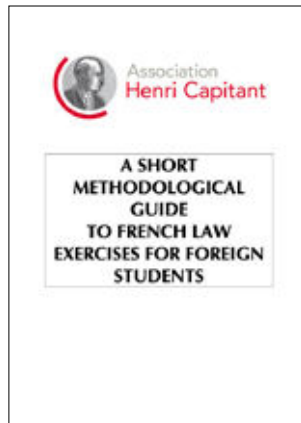 Association
Henri Capitant
A SHORT
METHODOLOGICAL
GUIDE
TO FRENCH LAW
EXERCISES FOR FOREIGN
STUDENTS